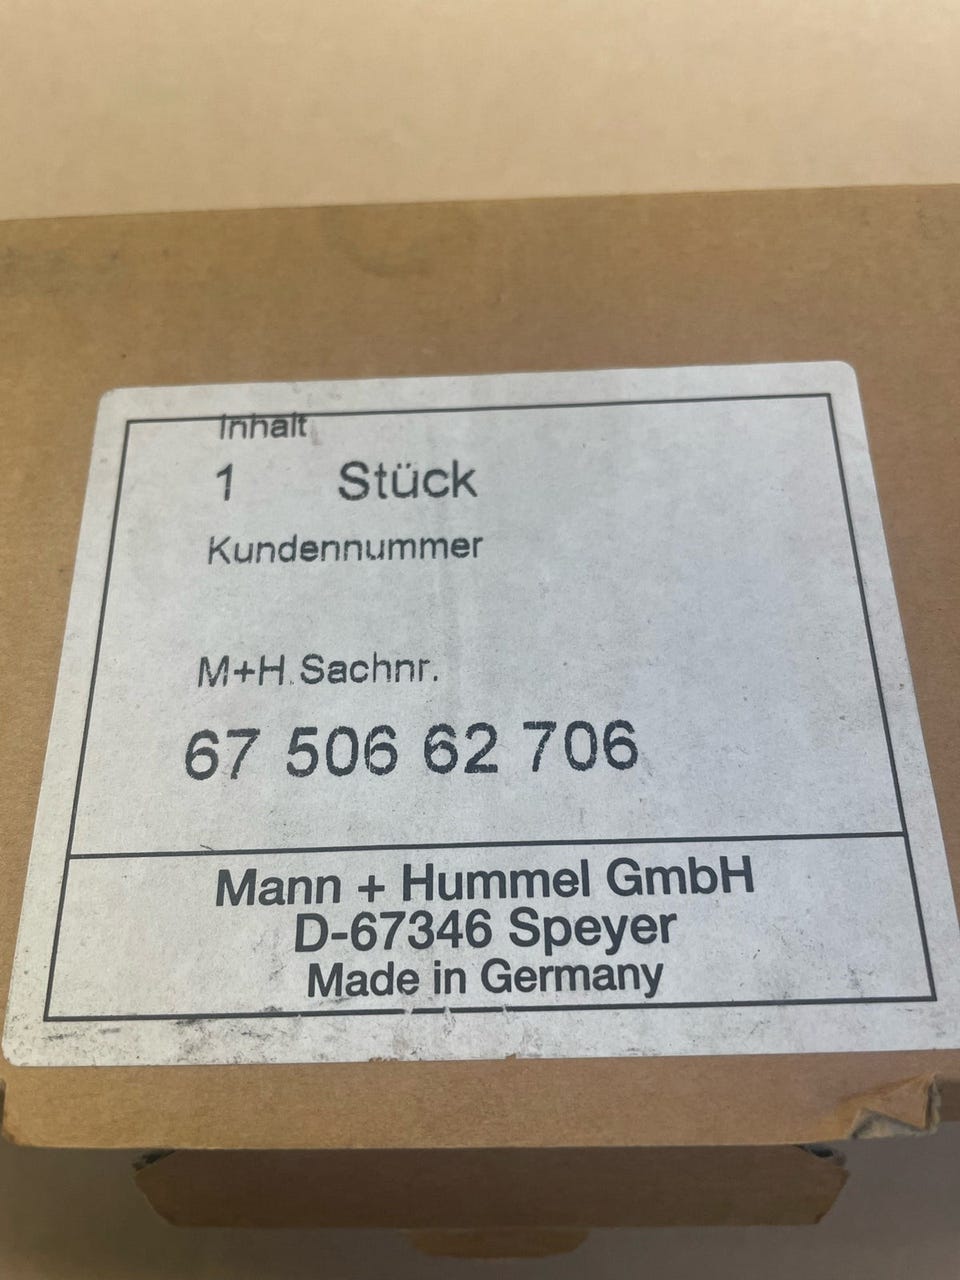 Inhalt
1 Stück
Kundennummer
M+H Sachnr.
67 506 62 706
Mann + Hummel GmbH
D-67346 Speyer
Made in Germany